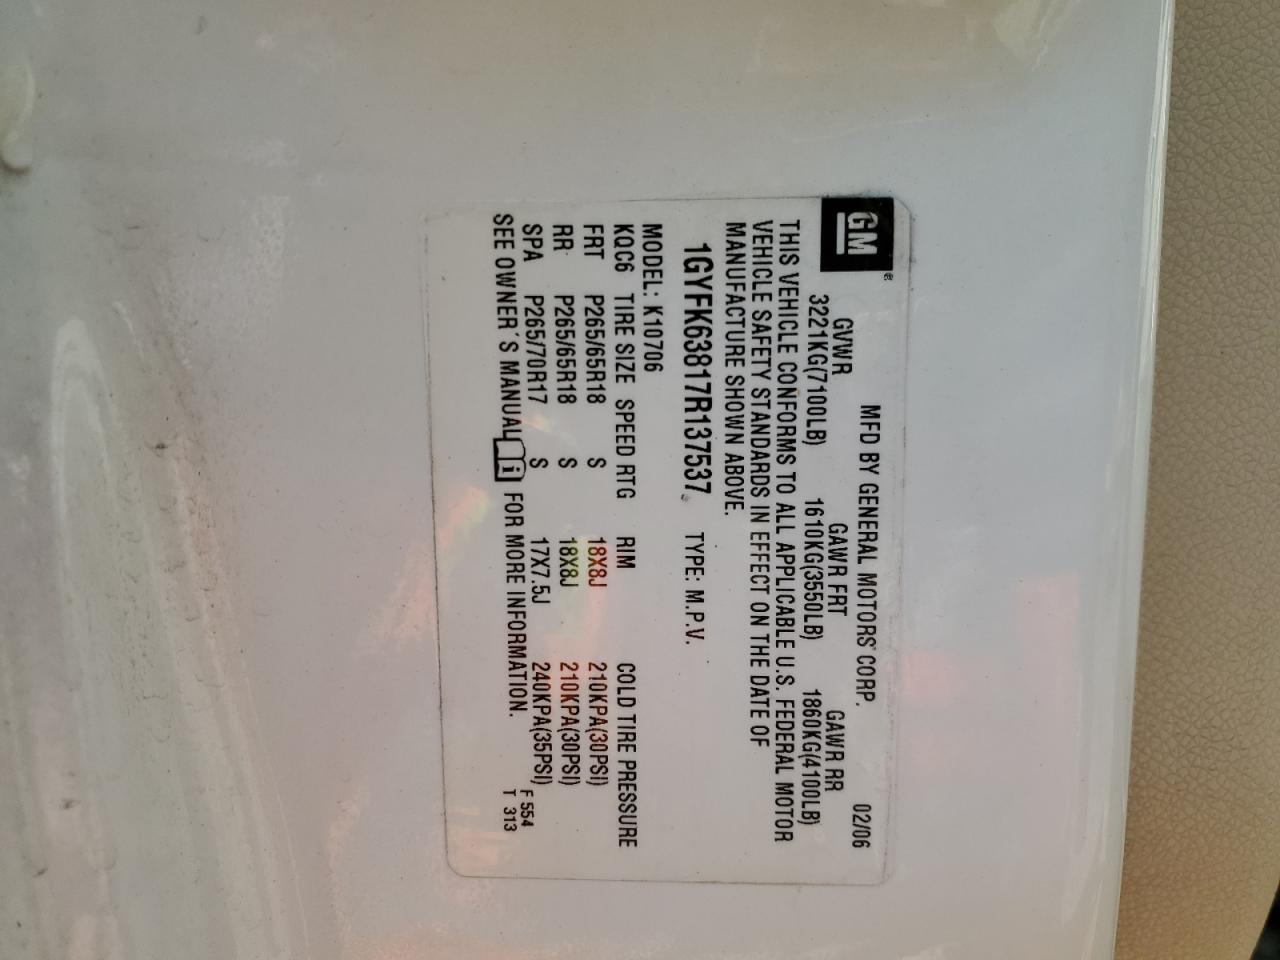 GM ®
MFD BY GENERAL MOTORS CORP. 02/06
GVWR GAWR FRT GAWR RR
3221KG(7100LB) 1610KG(3550LB) 1860KG(4100LB)
THIS VEHICLE CONFORMS TO ALL APPLICABLE U.S. FEDERAL MOTOR
VEHICLE SAFETY STANDARDS IN EFFECT ON THE DATE OF
MANUFACTURE SHOWN ABOVE.
1GYFK63817R137537 TYPE: M.P.V.
MODEL: K10706
KQC6 TIRE SIZE SPEED RTG RIM COLD TIRE PRESSURE
FRT P265/65R18 S 18X8J 210KPA(30PSI)
RR P265/65R18 S 18X8J 210KPA(30PSI)
SPA P265/70R17 S 17X7.5J 240KPA(35PSI)
SEE OWNER'S MANUAL i FOR MORE INFORMATION.
F 554
T 313